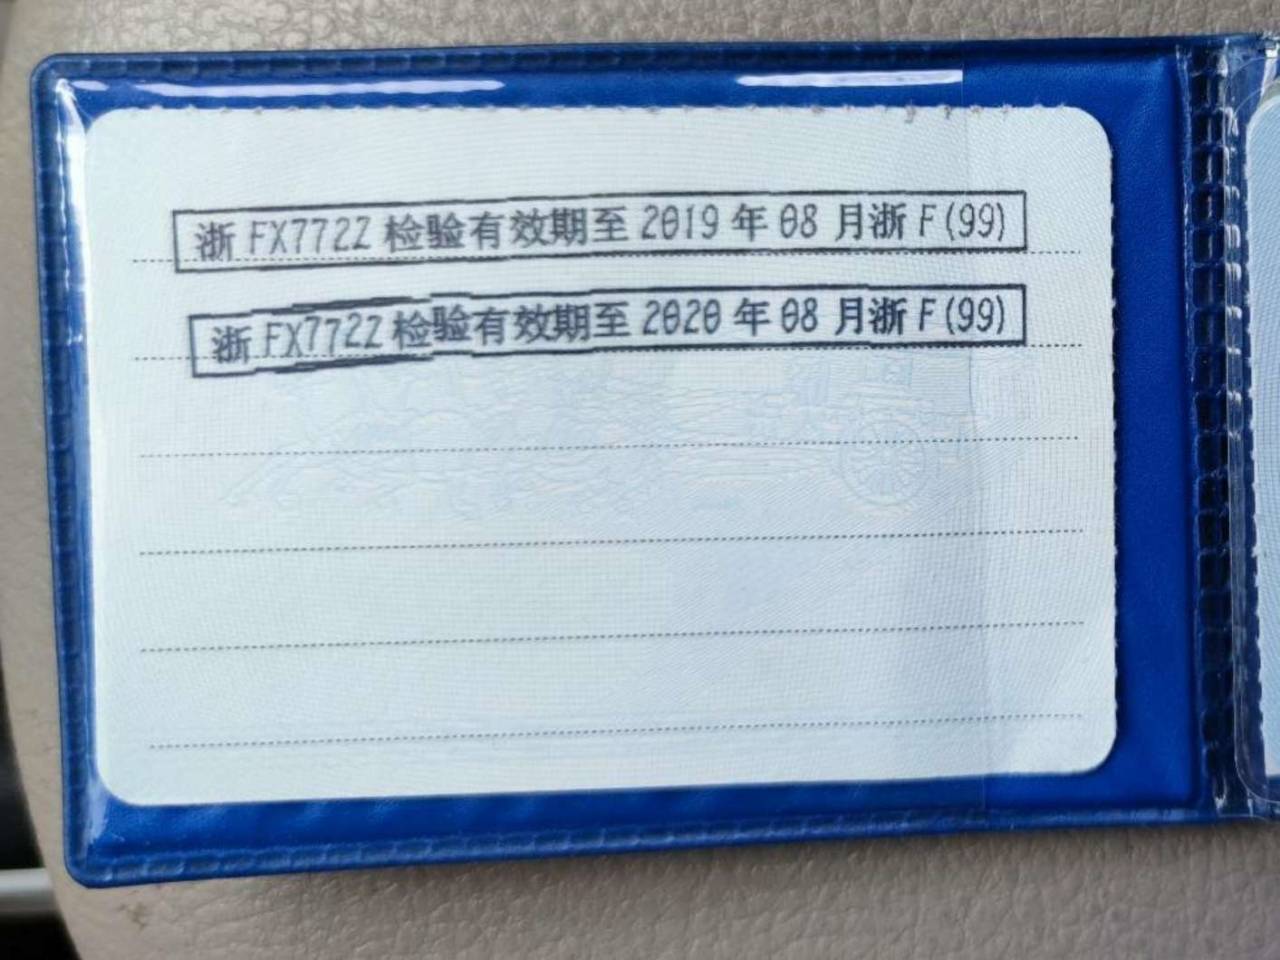 浙 FX772Z 检验有效期至 2019 年 08 月浙 F(99)
浙 FX772Z 检验有效期至 2020 年 08 月浙 F(99)